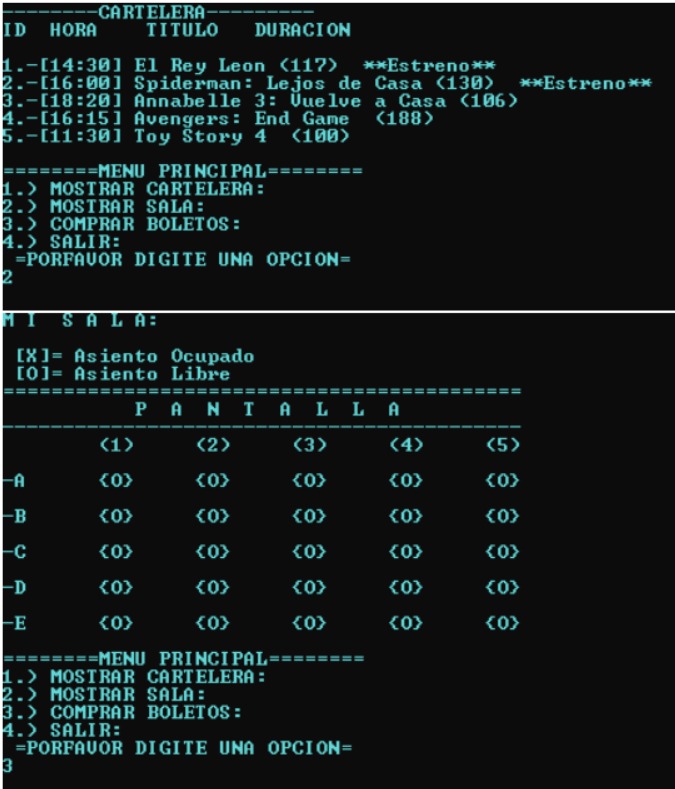 --------CARTELERA---------
ID  HORA     TITULO    DURACION
1.-[14:30] El Rey Leon (117)  **Estreno**
2.-[16:00] Spiderman: Lejos de Casa (130)  **Estreno**
3.-[18:20] Annabelle 3: Vuelve a Casa (106)
4.-[16:15] Avengers: End Game  (188)
5.-[11:30] Toy Story 4  (100)
========MENU PRINCIPAL========
1.) MOSTRAR CARTELERA:
2.) MOSTRAR SALA:
3.) COMPRAR BOLETOS:
4.) SALIR:
=PORFAVOR DIGITE UNA OPCION=
2
M I  S A L A:
[X]= Asiento Ocupado
[O]= Asiento Libre
============================================
P  A  N  T  A  L  L  A
--------------------------------------------
(1)     (2)     (3)     (4)     (5)
-A      {O}     {O}     {O}     {O}     {O}
-B      {O}     {O}     {O}     {O}     {O}
-C      {O}     {O}     {O}     {O}     {O}
-D      {O}     {O}     {O}     {O}     {O}
-E      {O}     {O}     {O}     {O}     {O}
========MENU PRINCIPAL========
1.) MOSTRAR CARTELERA:
2.) MOSTRAR SALA:
3.) COMPRAR BOLETOS:
4.) SALIR:
=PORFAVOR DIGITE UNA OPCION=
3